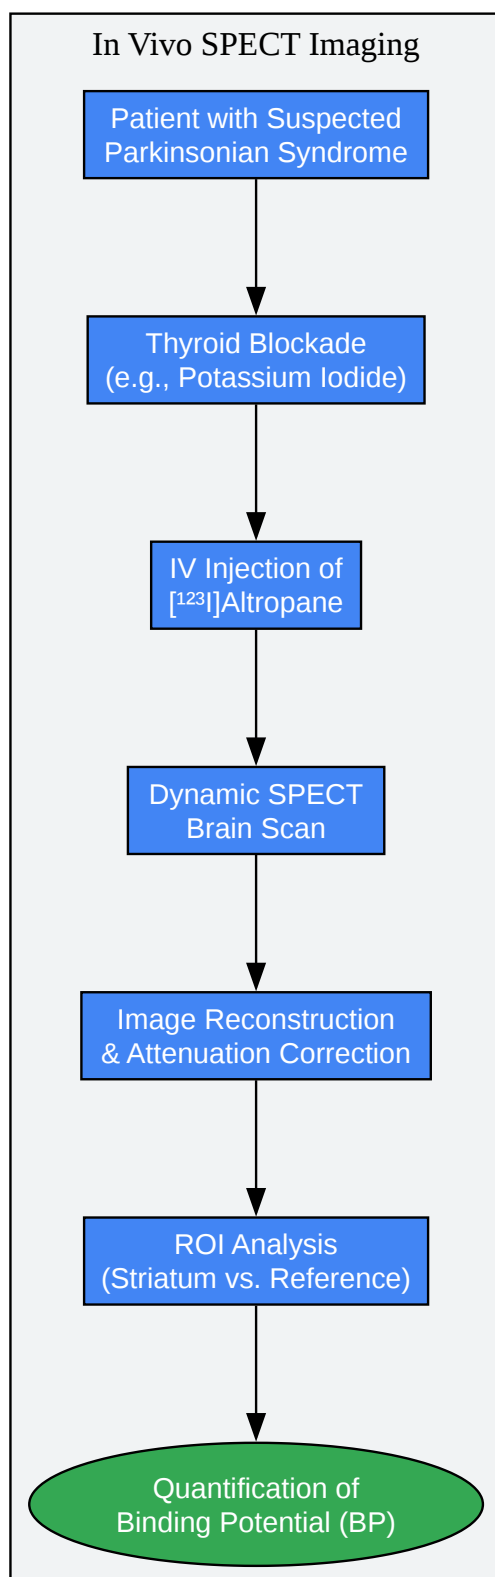 In Vivo SPECT Imaging
Patient with Suspected
Parkinsonian Syndrome
Thyroid Blockade
(e.g., Potassium Iodide)
IV Injection of
[¹²³I]Altropane
Dynamic SPECT
Brain Scan
Image Reconstruction
& Attenuation Correction
ROI Analysis
(Striatum vs. Reference)
Quantification of
Binding Potential (BP)